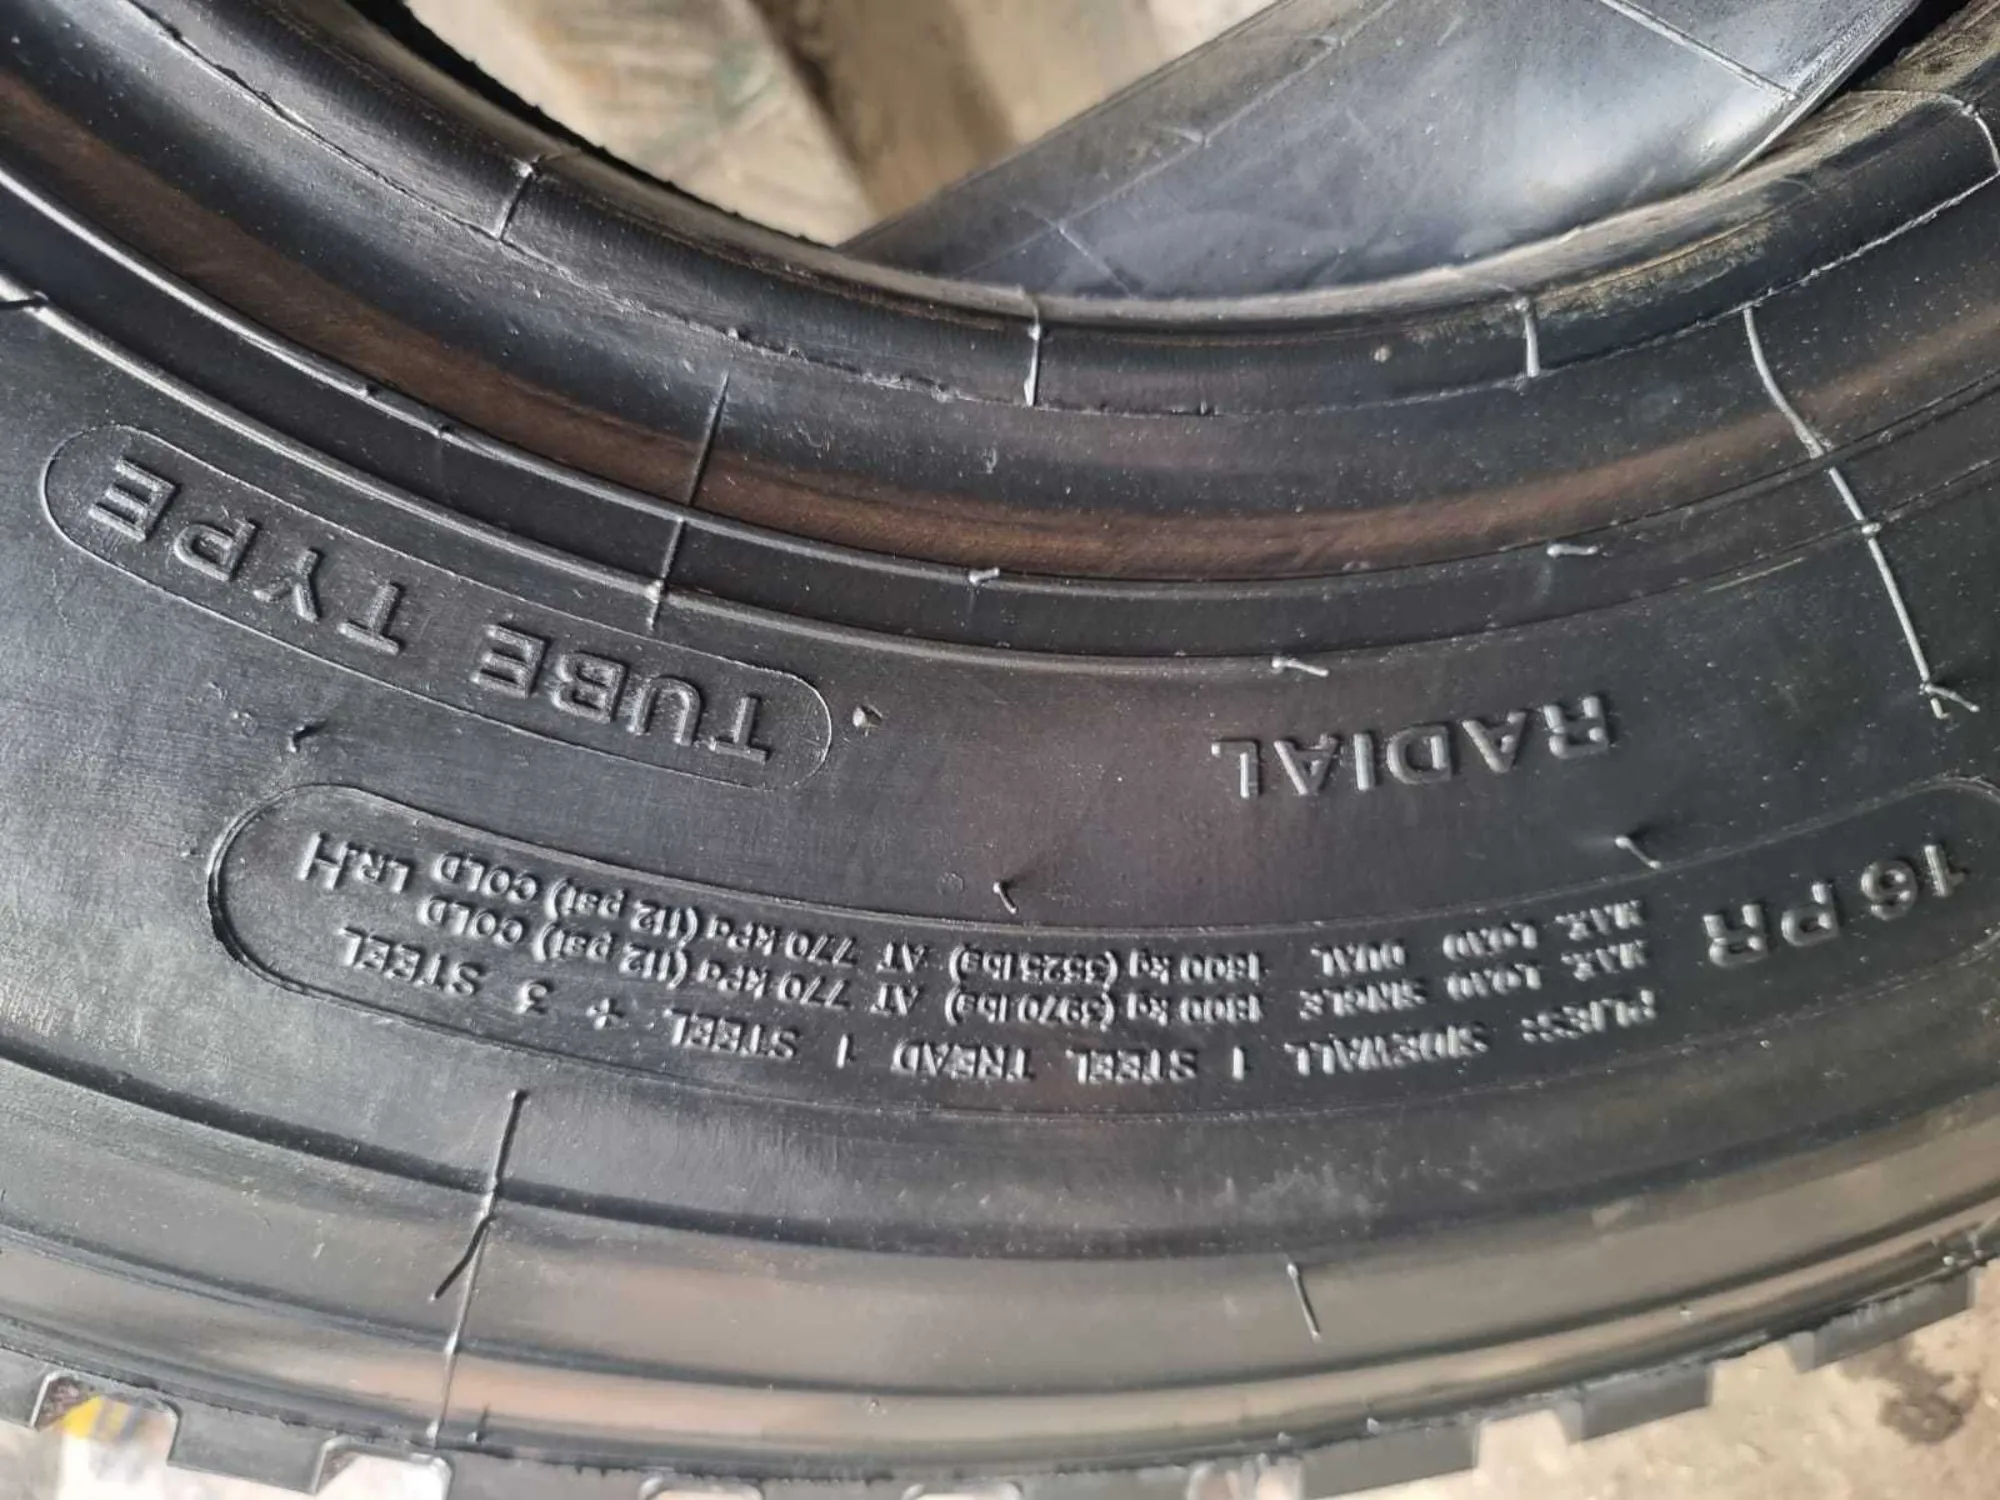 16 PR
PLIES: SIDEWALL 1 STEEL TREAD 1 STEEL + 3 STEEL
MAX. LOAD SINGLE 1800 kg (3970 lbs) AT 770 kPa (112 psi) COLD
MAX. LOAD DUAL 1600 kg (3525 lbs) AT 770 kPa (112 psi) COLD LR.H
RADIAL
TUBE TYPE